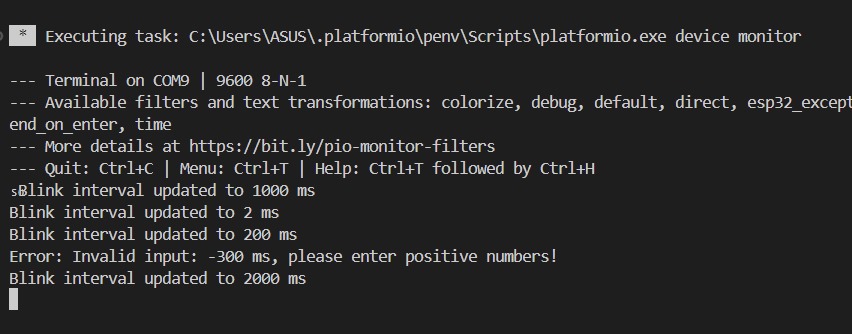 * Executing task: C:\Users\ASUS\.platformio\penv\Scripts\platformio.exe device monitor
--- Terminal on COM9 | 9600 8-N-1
--- Available filters and text transformations: colorize, debug, default, direct, esp32_except
end_on_enter, time
--- More details at https://bit.ly/pio-monitor-filters
--- Quit: Ctrl+C | Menu: Ctrl+T | Help: Ctrl+T followed by Ctrl+H
Blink interval updated to 1000 ms
Blink interval updated to 2 ms
Blink interval updated to 200 ms
Error: Invalid input: -300 ms, please enter positive numbers!
Blink interval updated to 2000 ms